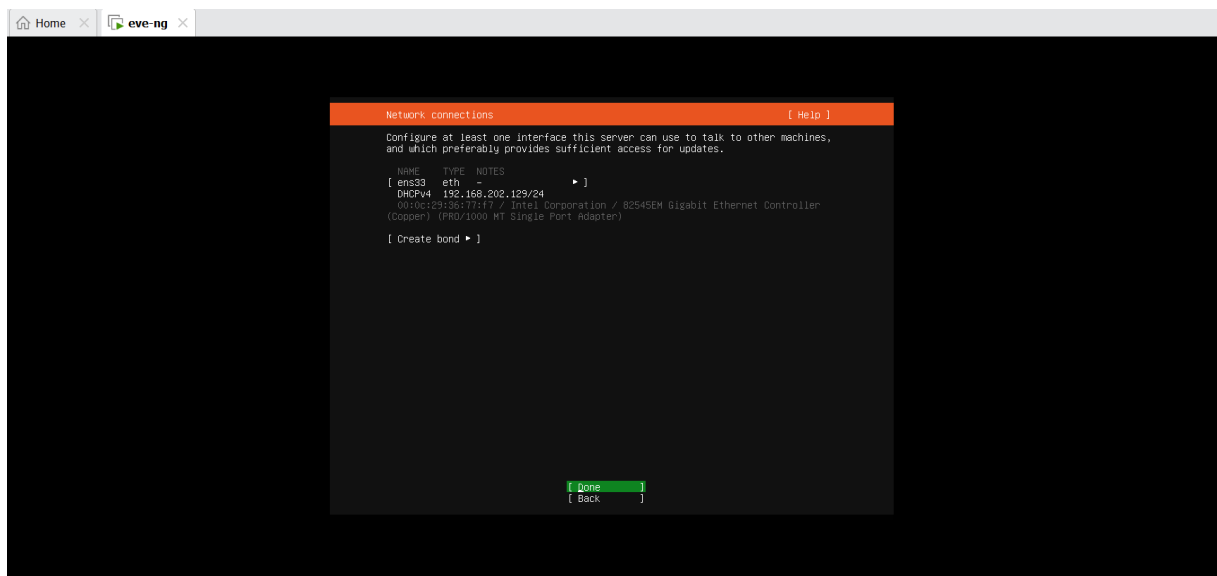 Home eve-ng
Network connections [ Help ]
Configure at least one interface this server can use to talk to other machines,
and which preferably provides sufficient access for updates.
NAME TYPE NOTES
[ ens33 eth - ▸ ]
DHCPv4 192.168.202.129/24
00:0c:29:36:77:f7 / Intel Corporation / 82545EM Gigabit Ethernet Controller
(Copper) (PRO/1000 MT Single Port Adapter)
[ Create bond ▸ ]
[ Done ]
[ Back ]